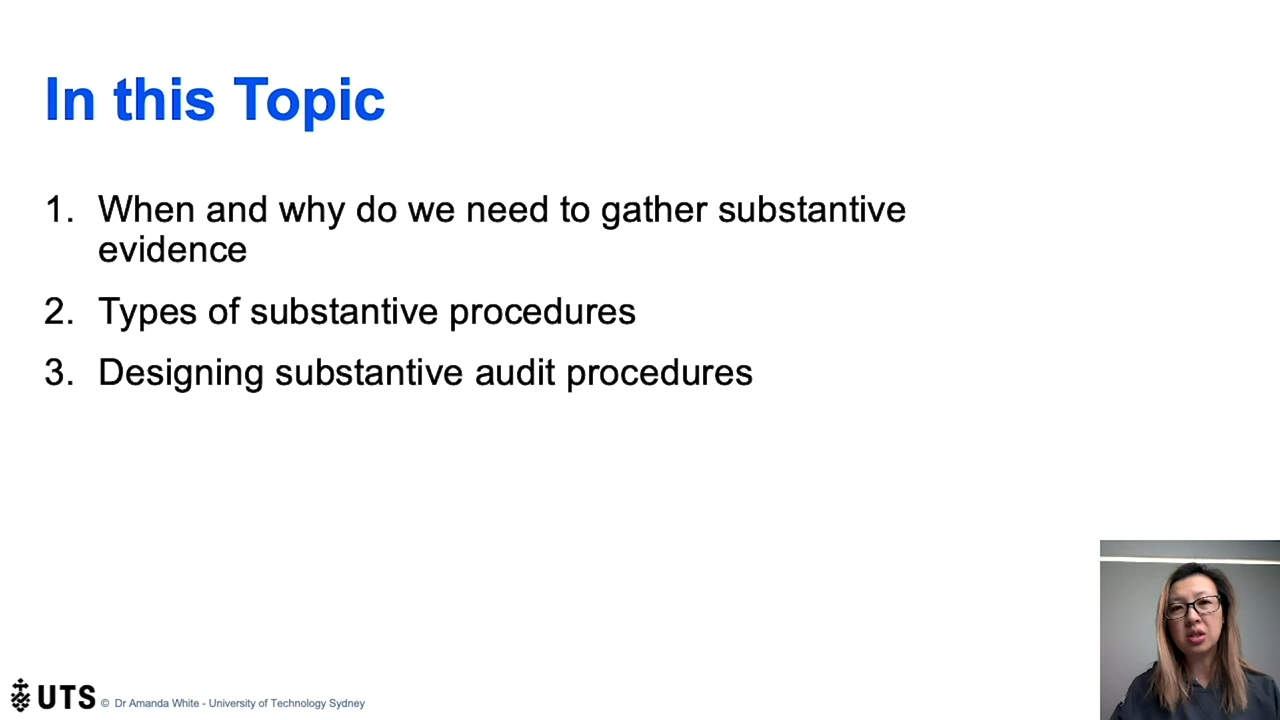 In this Topic
1. When and why do we need to gather substantive
evidence
2. Types of substantive procedures
3. Designing substantive audit procedures
UTS © Dr Amanda White - University of Technology Sydney